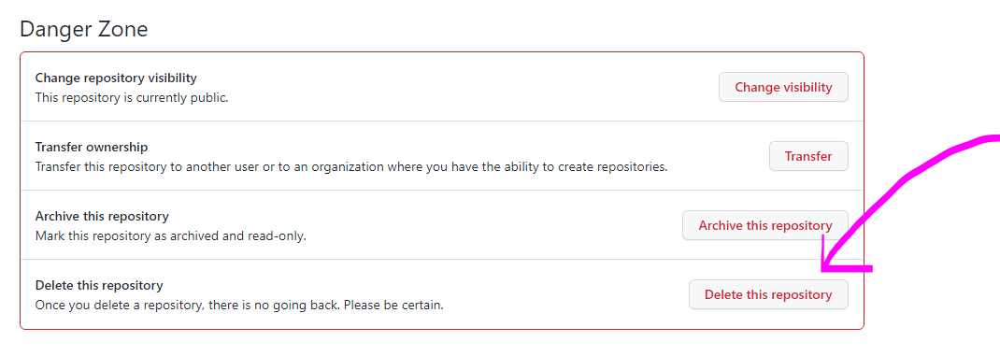 Danger Zone
Change repository visibility
This repository is currently public.
Change visibility
Transfer ownership
Transfer this repository to another user or to an organization where you have the ability to create repositories.
Transfer
Archive this repository
Mark this repository as archived and read-only.
Archive this repository
Delete this repository
Once you delete a repository, there is no going back. Please be certain.
Delete this repository